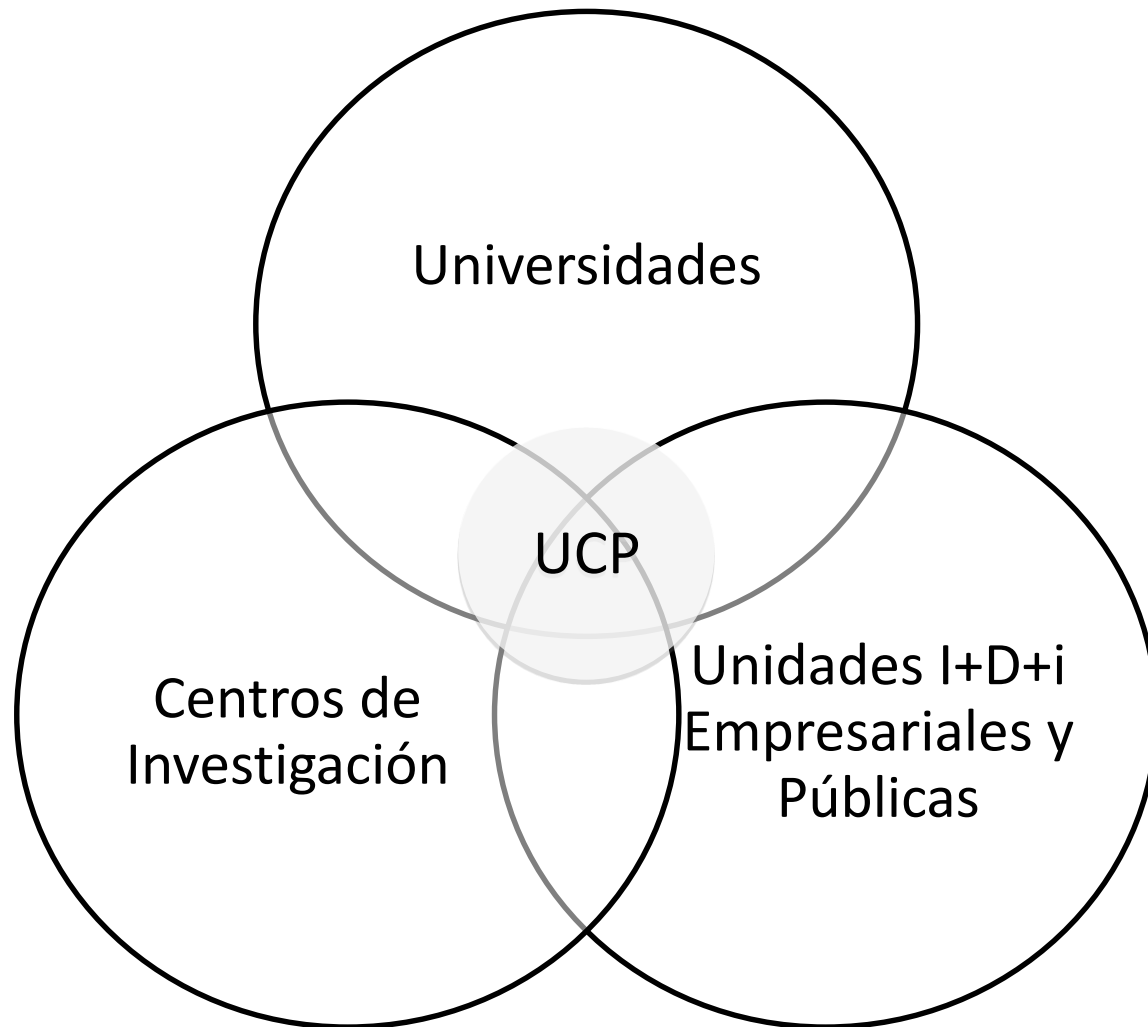 Universidades
UCP
Centros de
Investigación
Unidades I+D+i
Empresariales y
Públicas